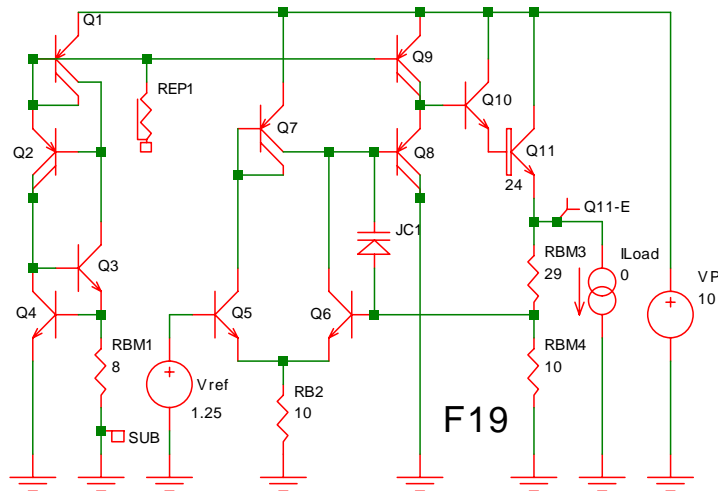 Q1
Q9
REP1
Q10
Q7
Q2
Q8
Q11
24
Q11-E
JC1
ILoad
0
RBM3
29
VP
10
Q3
Q4
Q5
Q6
RBM1
8
RBM4
10
Vref
1.25
RB2
10
F19
SUB